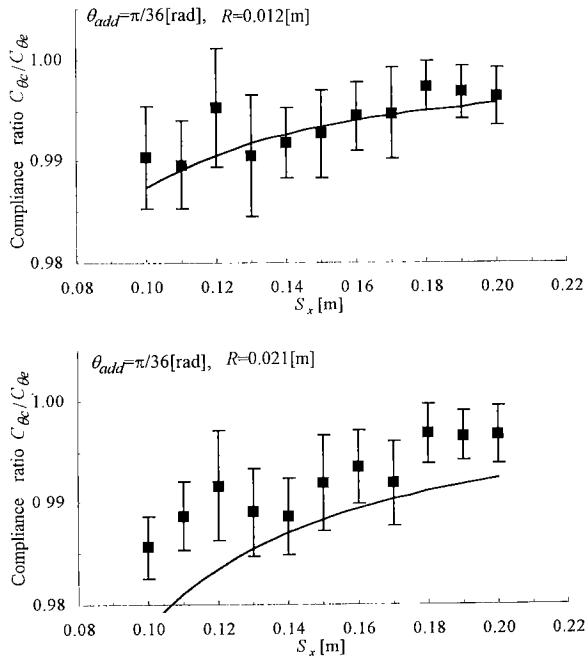 θadd=π/36[rad], R=0.012[m]
Compliance ratio Cθc/Cθe
1.00
0.99
0.98
0.08 0.10 0.12 0.14 0.16 0.18 0.20 0.22
Sx[m]
θadd=π/36[rad], R=0.021[m]
Compliance ratio Cθc/Cθe
1.00
0.99
0.98
0.08 0.10 0.12 0.14 0.16 0.18 0.20 0.22
Sx[m]